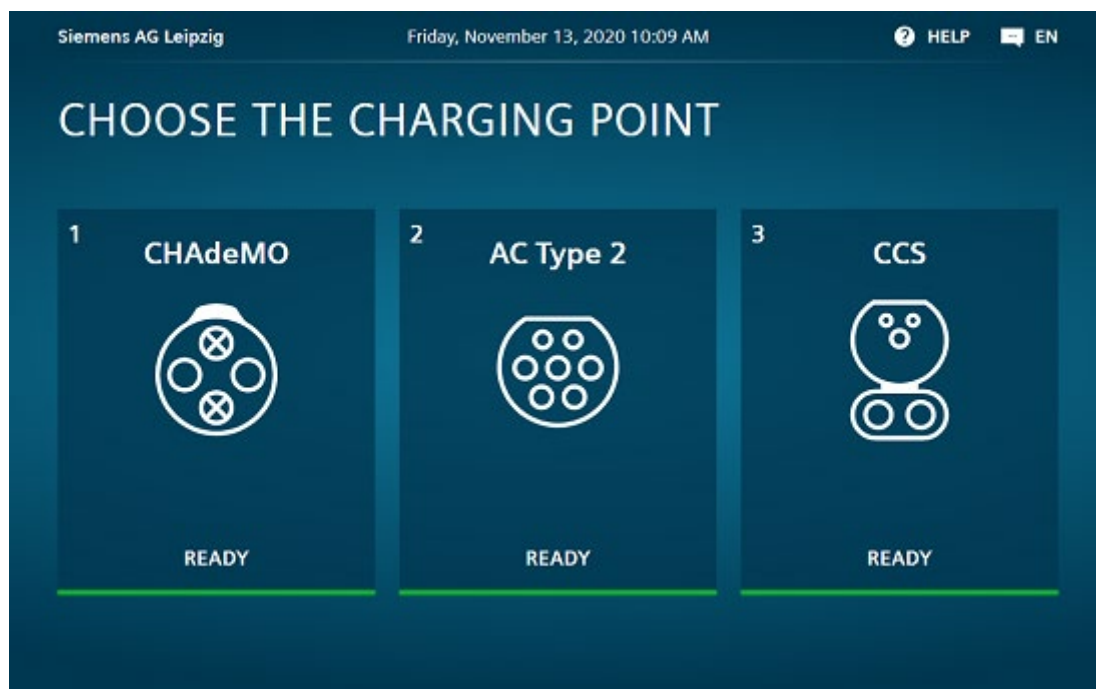 Siemens AG Leipzig Friday, November 13, 2020 10:09 AM ? HELP EN
CHOOSE THE CHARGING POINT
1 2 3
CHAdeMO AC Type 2 CCS
READY READY READY